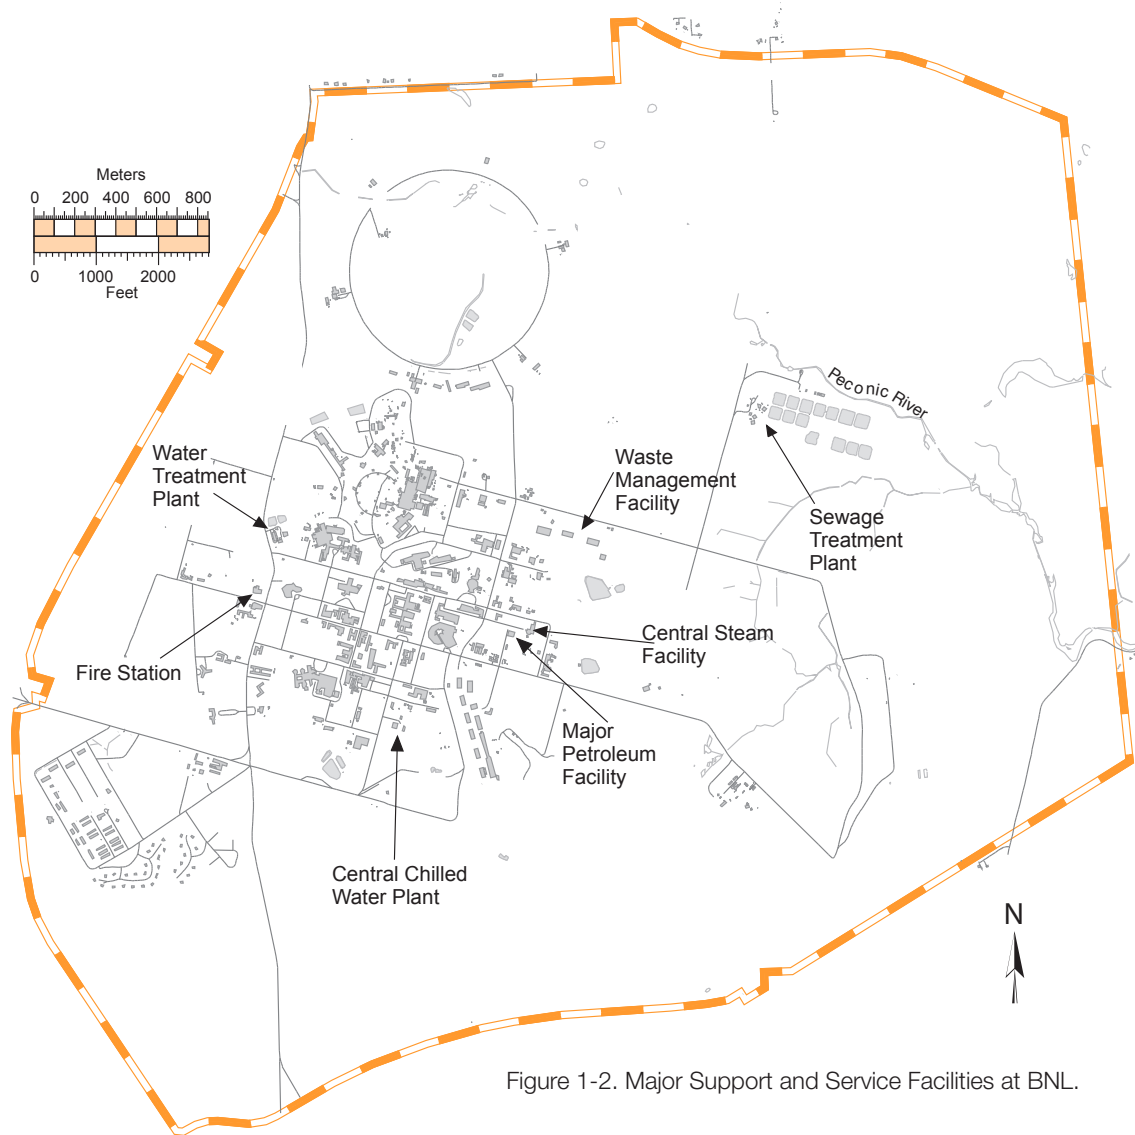 Meters
0 200 400 600 800
0 1000 2000
Feet
Peconic River
Water
Treatment
Plant
Waste
Management
Facility
Sewage
Treatment
Plant
Fire Station
Central Steam
Facility
Major
Petroleum
Facility
Central Chilled
Water Plant
N
Figure 1-2. Major Support and Service Facilities at BNL.